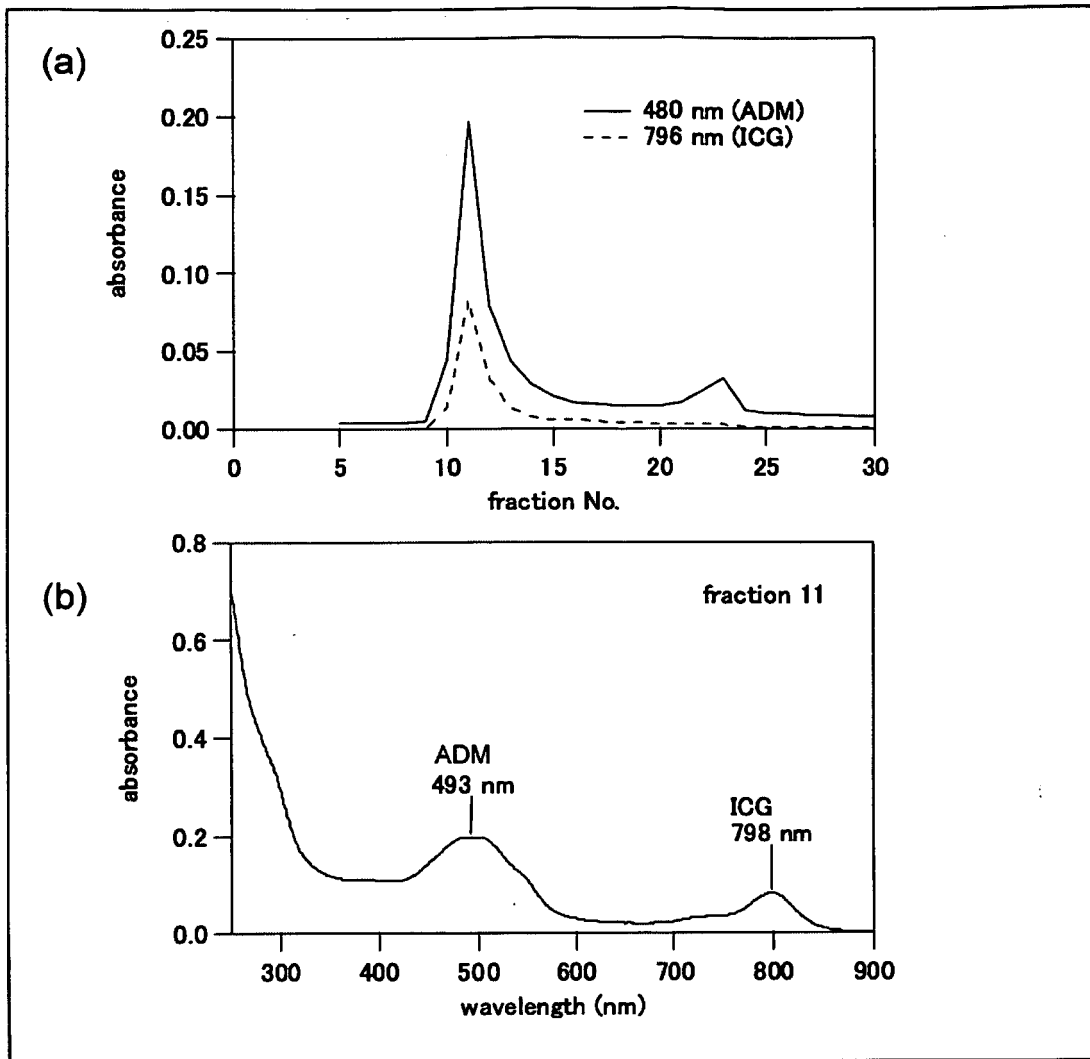 (a)
0.25
0.20
0.15
0.10
0.05
0.00
absorbance
480 nm (ADM)
796 nm (ICG)
0 5 10 15 20 25 30
fraction No.
(b)
0.8
0.6
0.4
0.2
0.0
absorbance
fraction 11
ADM
493 nm
ICG
798 nm
300 400 500 600 700 800 900
wavelength (nm)